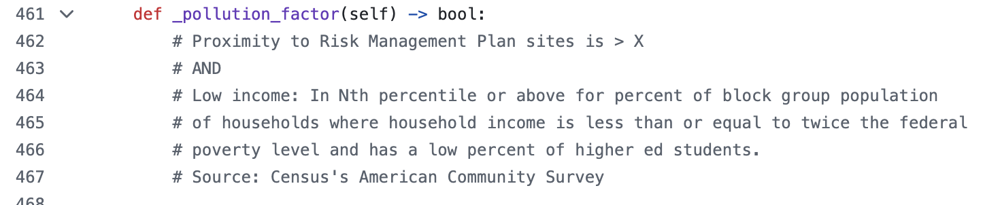 461 def _pollution_factor(self) -> bool:
462 # Proximity to Risk Management Plan sites is > X
463 # AND
464 # Low income: In Nth percentile or above for percent of block group population
465 # of households where household income is less than or equal to twice the federal
466 # poverty level and has a low percent of higher ed students.
467 # Source: Census's American Community Survey
468